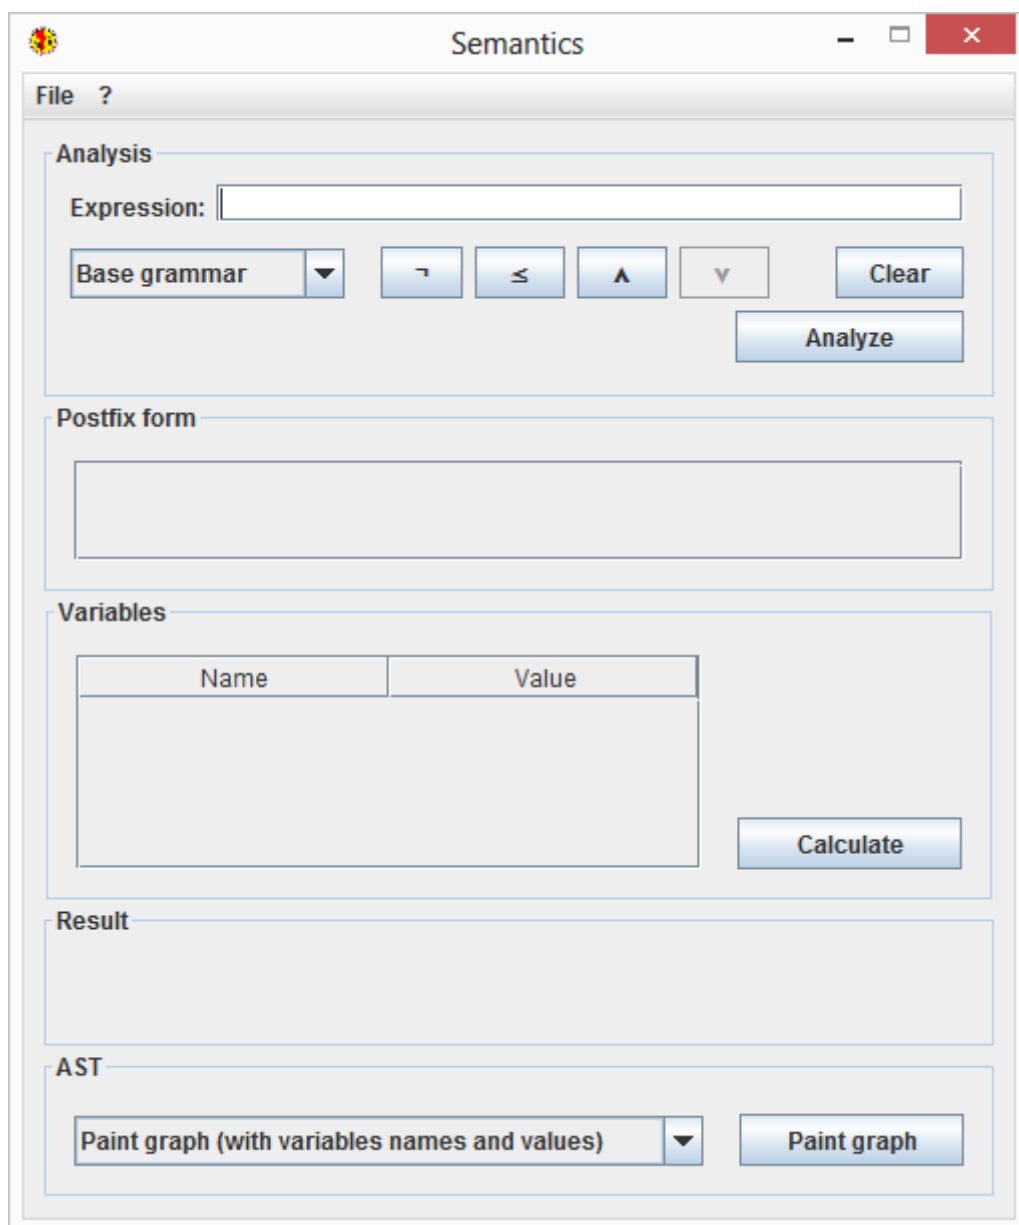 Semantics
File ?
Analysis
Expression:
Base grammar ¬ ≤ ∧ ∨ Clear
Analyze
Postfix form
Variables
Name Value
Calculate
Result
AST
Paint graph (with variables names and values) Paint graph